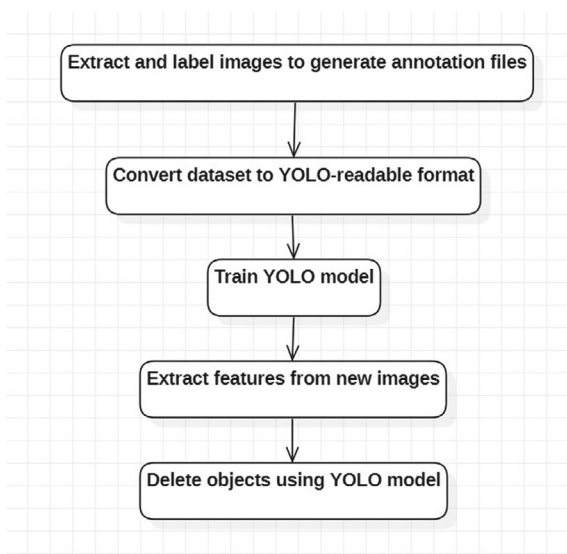 Extract and label images to generate annotation files
Convert dataset to YOLO-readable format
Train YOLO model
Extract features from new images
Delete objects using YOLO model